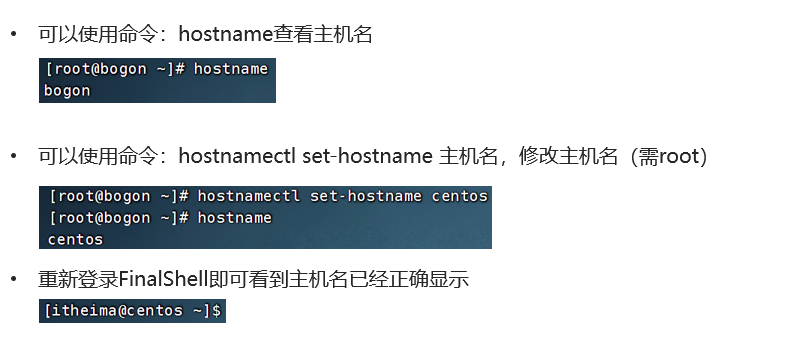 • 可以使用命令：hostname查看主机名
[root@bogon ~]# hostname
bogon
• 可以使用命令：hostnamectl set-hostname 主机名，修改主机名（需root）
[root@bogon ~]# hostnamectl set-hostname centos
[root@bogon ~]# hostname
centos
• 重新登录FinalShell即可看到主机名已经正确显示
[itheima@centos ~]$